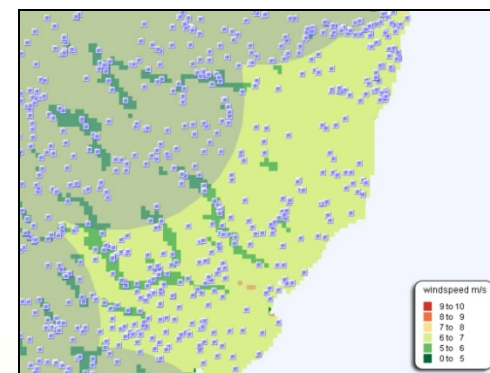 windspeed m/s
9 to 10
8 to 9
7 to 8
6 to 7
5 to 6
0 to 5